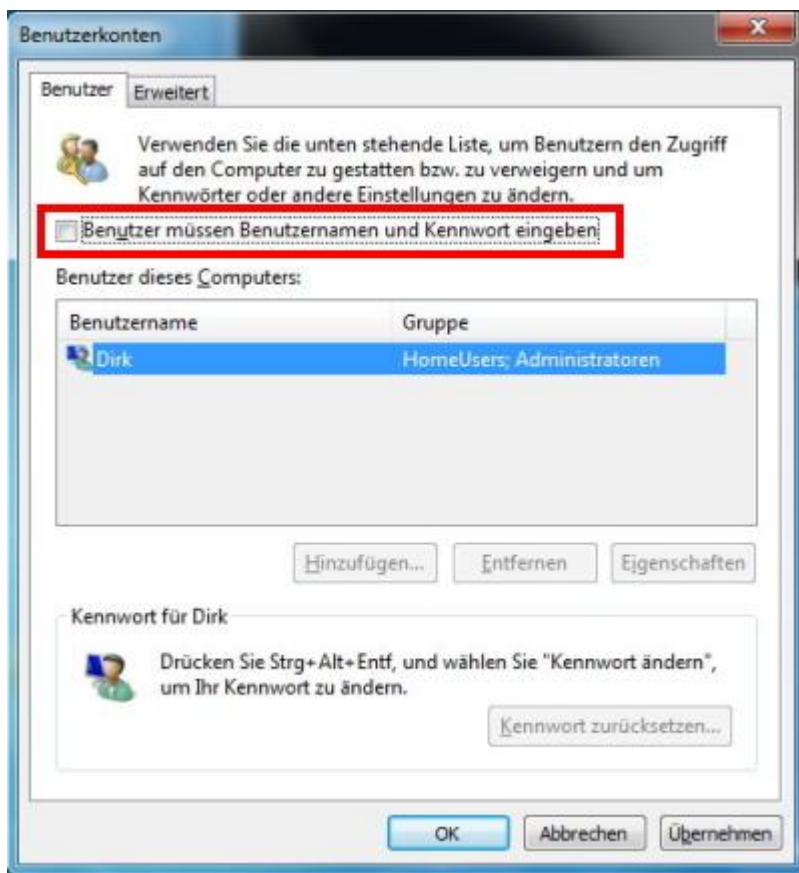 Benutzerkonten
Benutzer
Erweitert
Verwenden Sie die unten stehende Liste, um Benutzern den Zugriff
auf den Computer zu gestatten bzw. zu verweigern und um
Kennwörter oder andere Einstellungen zu ändern.
Benutzer müssen Benutzernamen und Kennwort eingeben
Benutzer dieses Computers:
Benutzername Gruppe
Dirk HomeUsers; Administratoren
Hinzufügen... Entfernen Eigenschaften
Kennwort für Dirk
Drücken Sie Strg+Alt+Entf, und wählen Sie "Kennwort ändern",
um Ihr Kennwort zu ändern.
Kennwort zurücksetzen...
OK Abbrechen Übernehmen